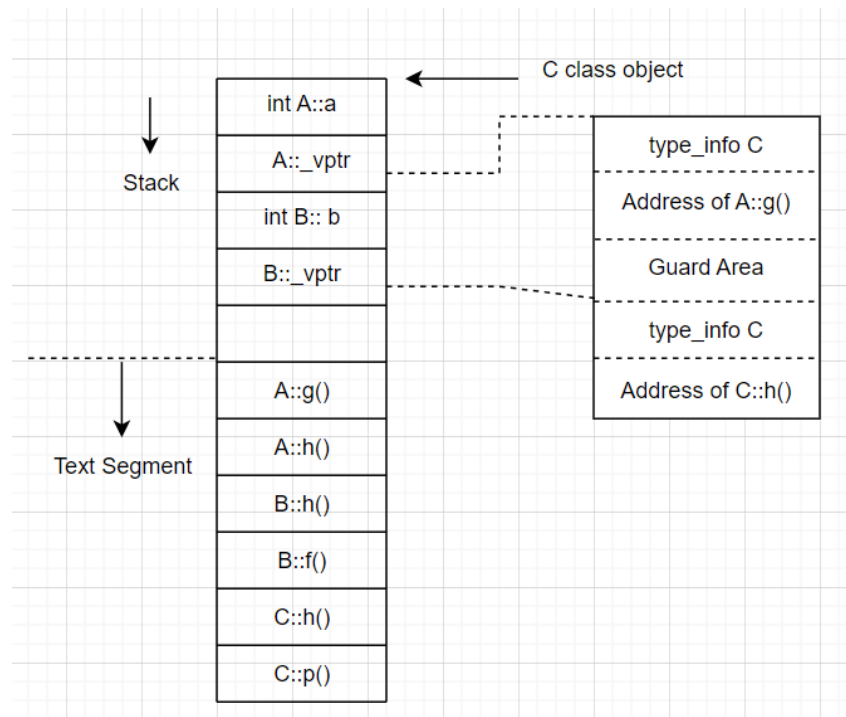 C class object
int A::a
A::_vptr
Stack
int B:: b
B::_vptr
type_info C
Address of A::g()
Guard Area
type_info C
Address of C::h()
A::g()
A::h()
Text Segment
B::h()
B::f()
C::h()
C::p()